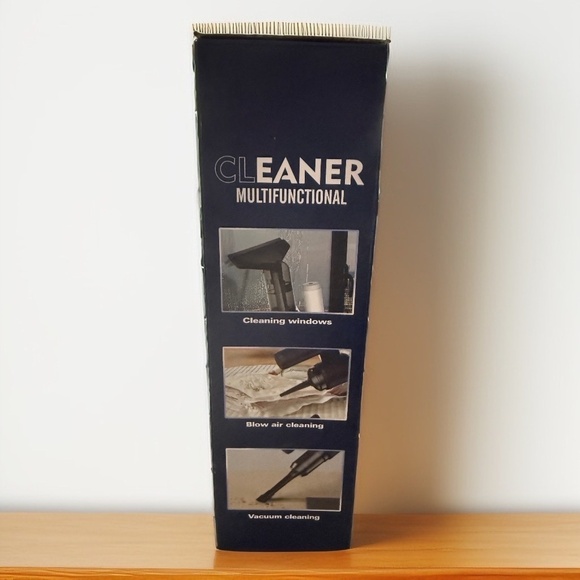 CLEANER
MULTIFUNCTIONAL
Cleaning windows
Blow air cleaning
Vacuum cleaning